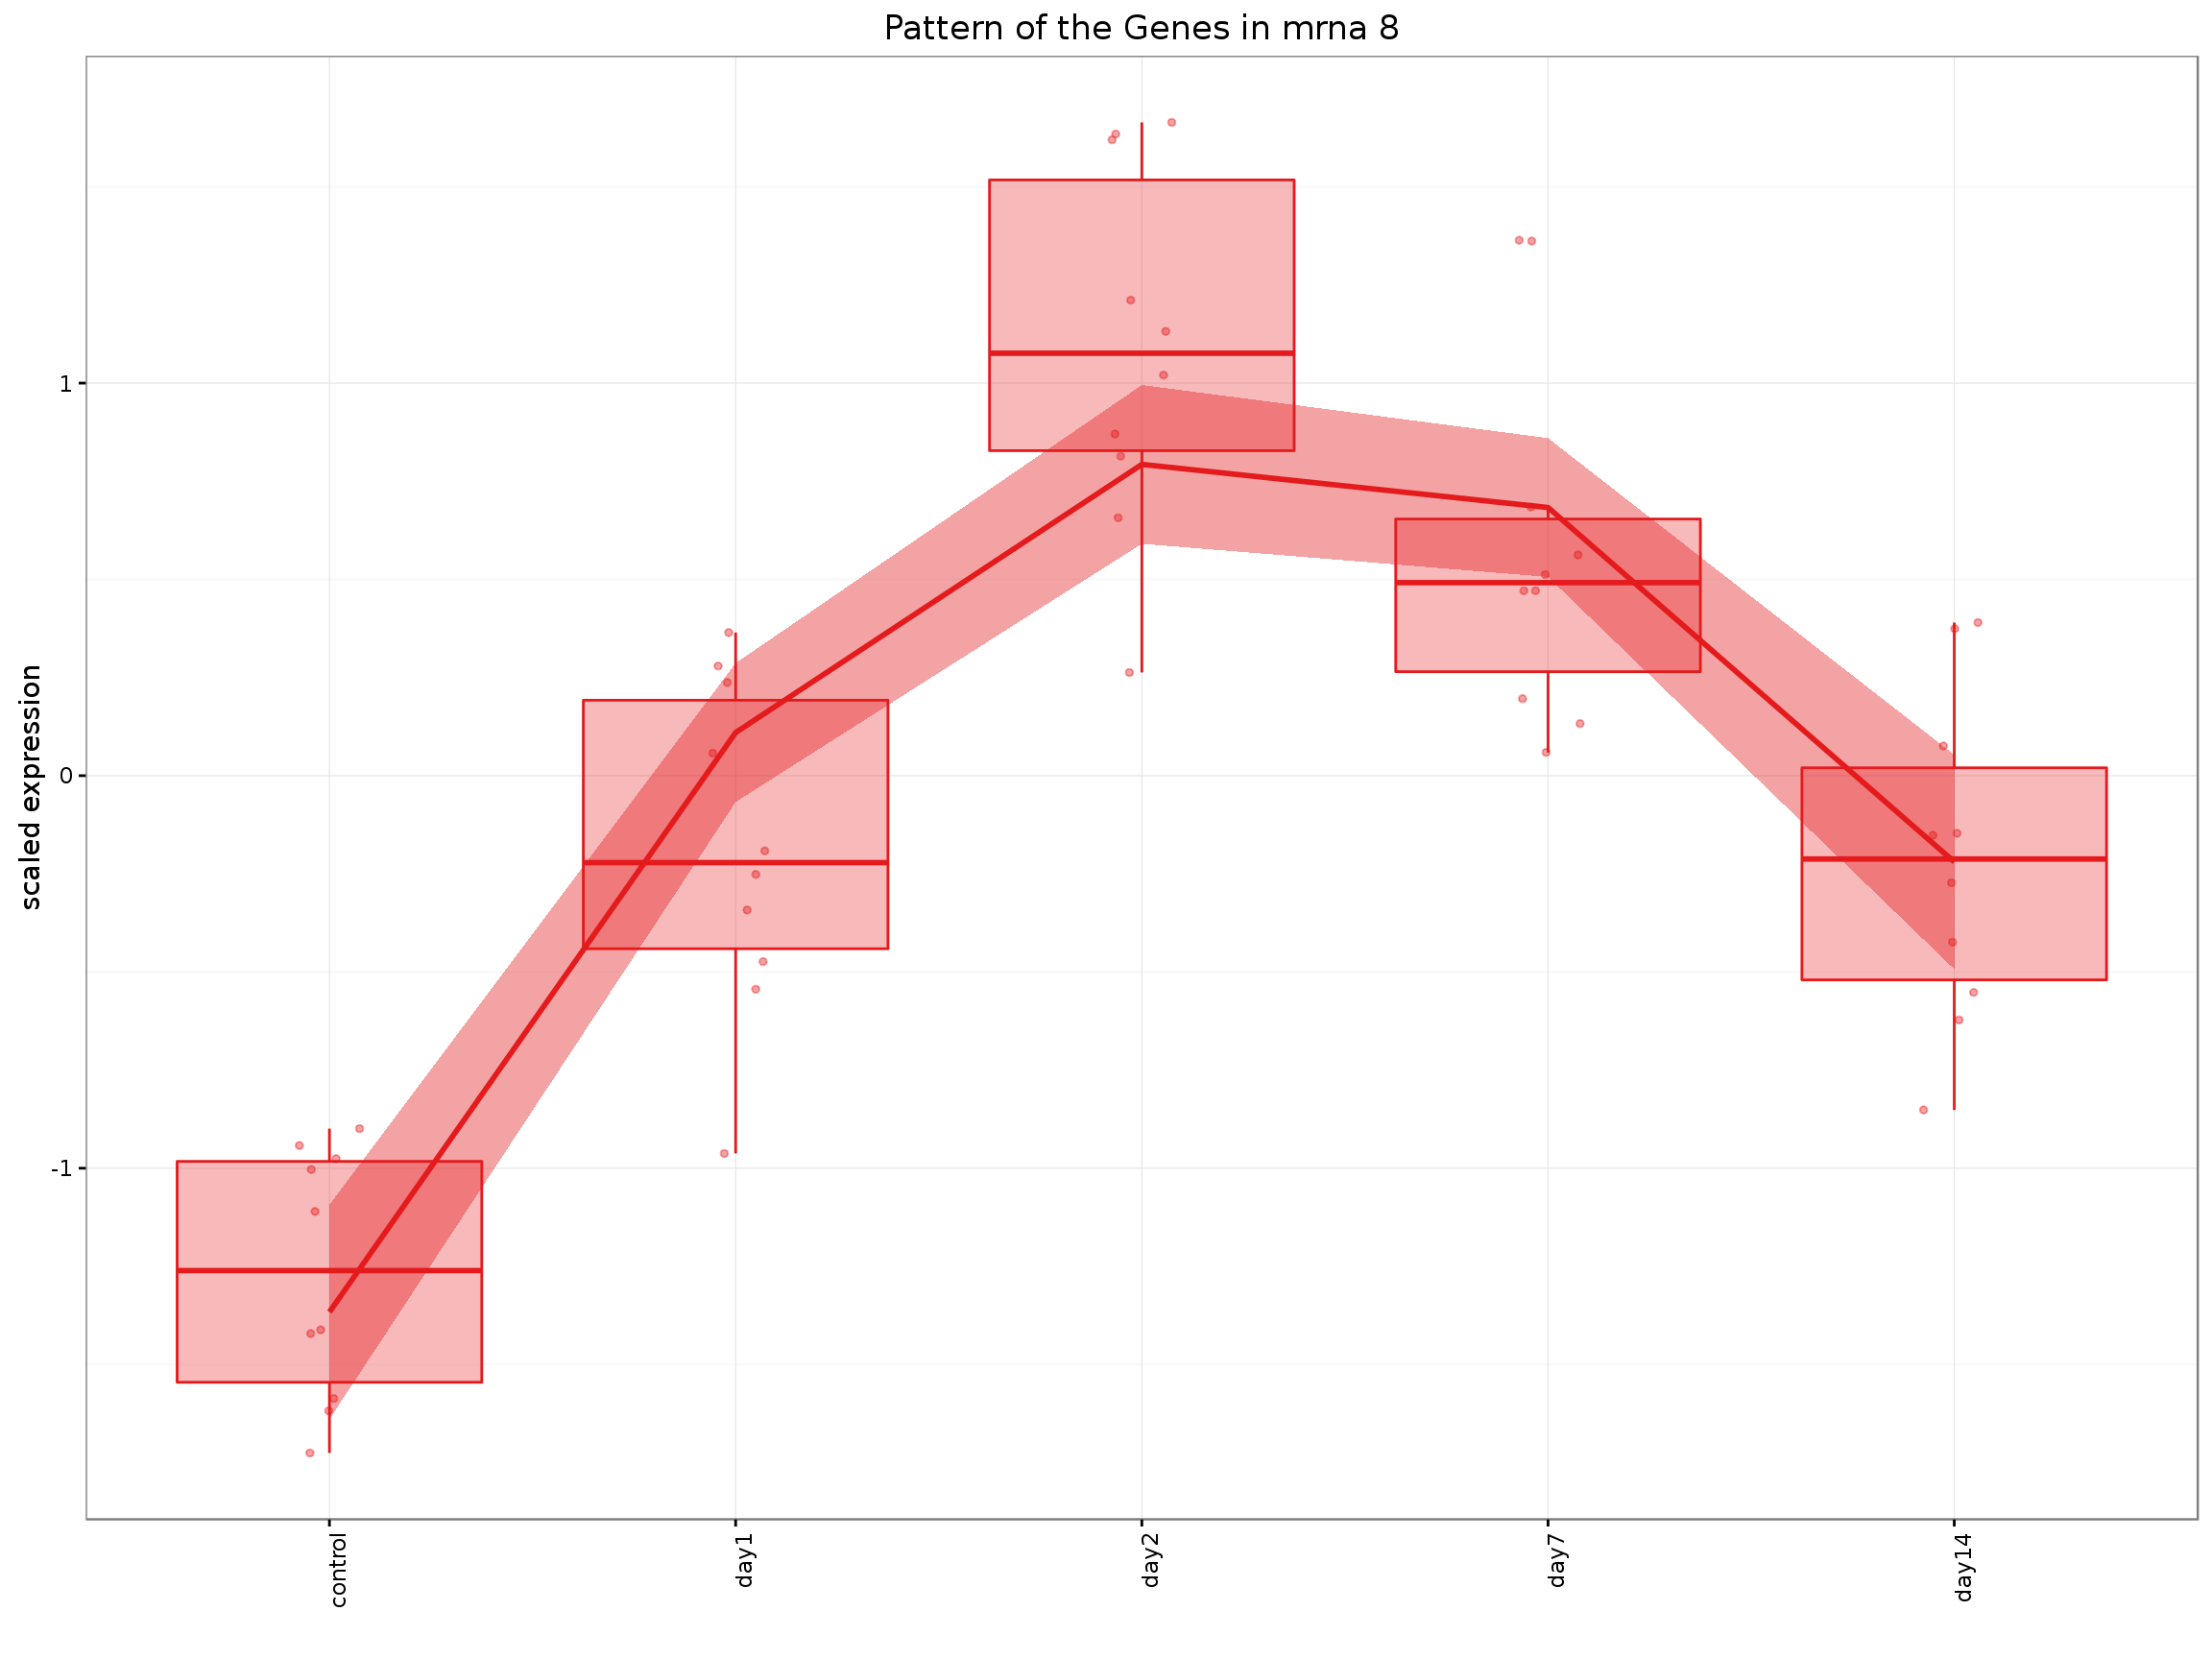 Pattern of the Genes in mrna 8
scaled expression
1
0
-1
control
day1
day2
day7
day14